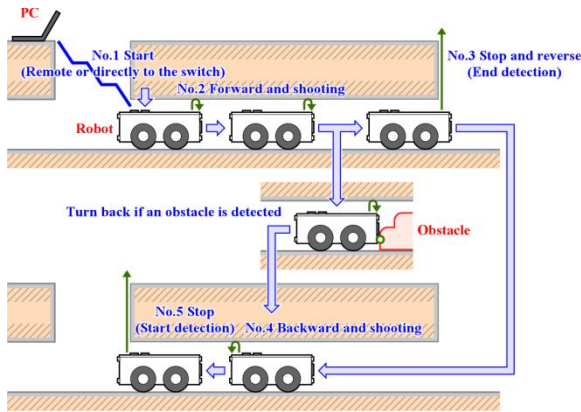 PC
No.1 Start
(Remote or directly to the switch)
No.2 Forward and shooting
No.3 Stop and reverse
(End detection)
Robot
Turn back if an obstacle is detected
Obstacle
No.5 Stop
(Start detection)
No.4 Backward and shooting